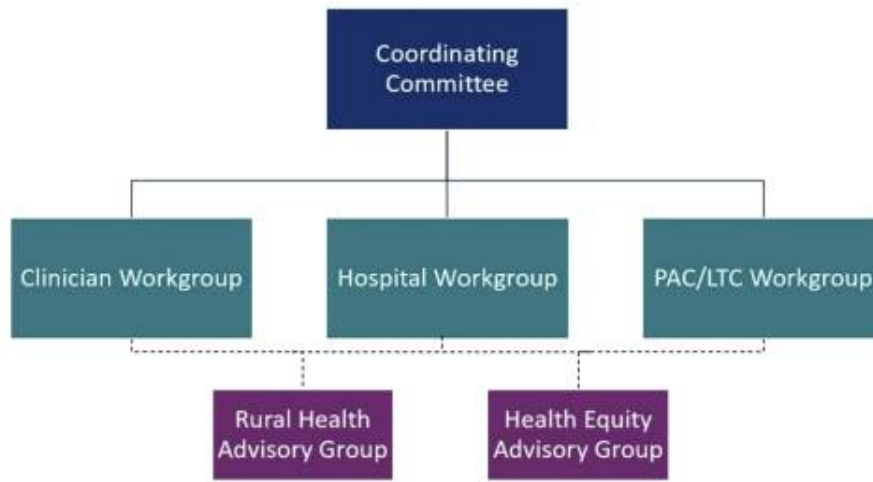 Coordinating
Committee
Clinician Workgroup
Hospital Workgroup
PAC/LTC Workgroup
Rural Health
Advisory Group
Health Equity
Advisory Group